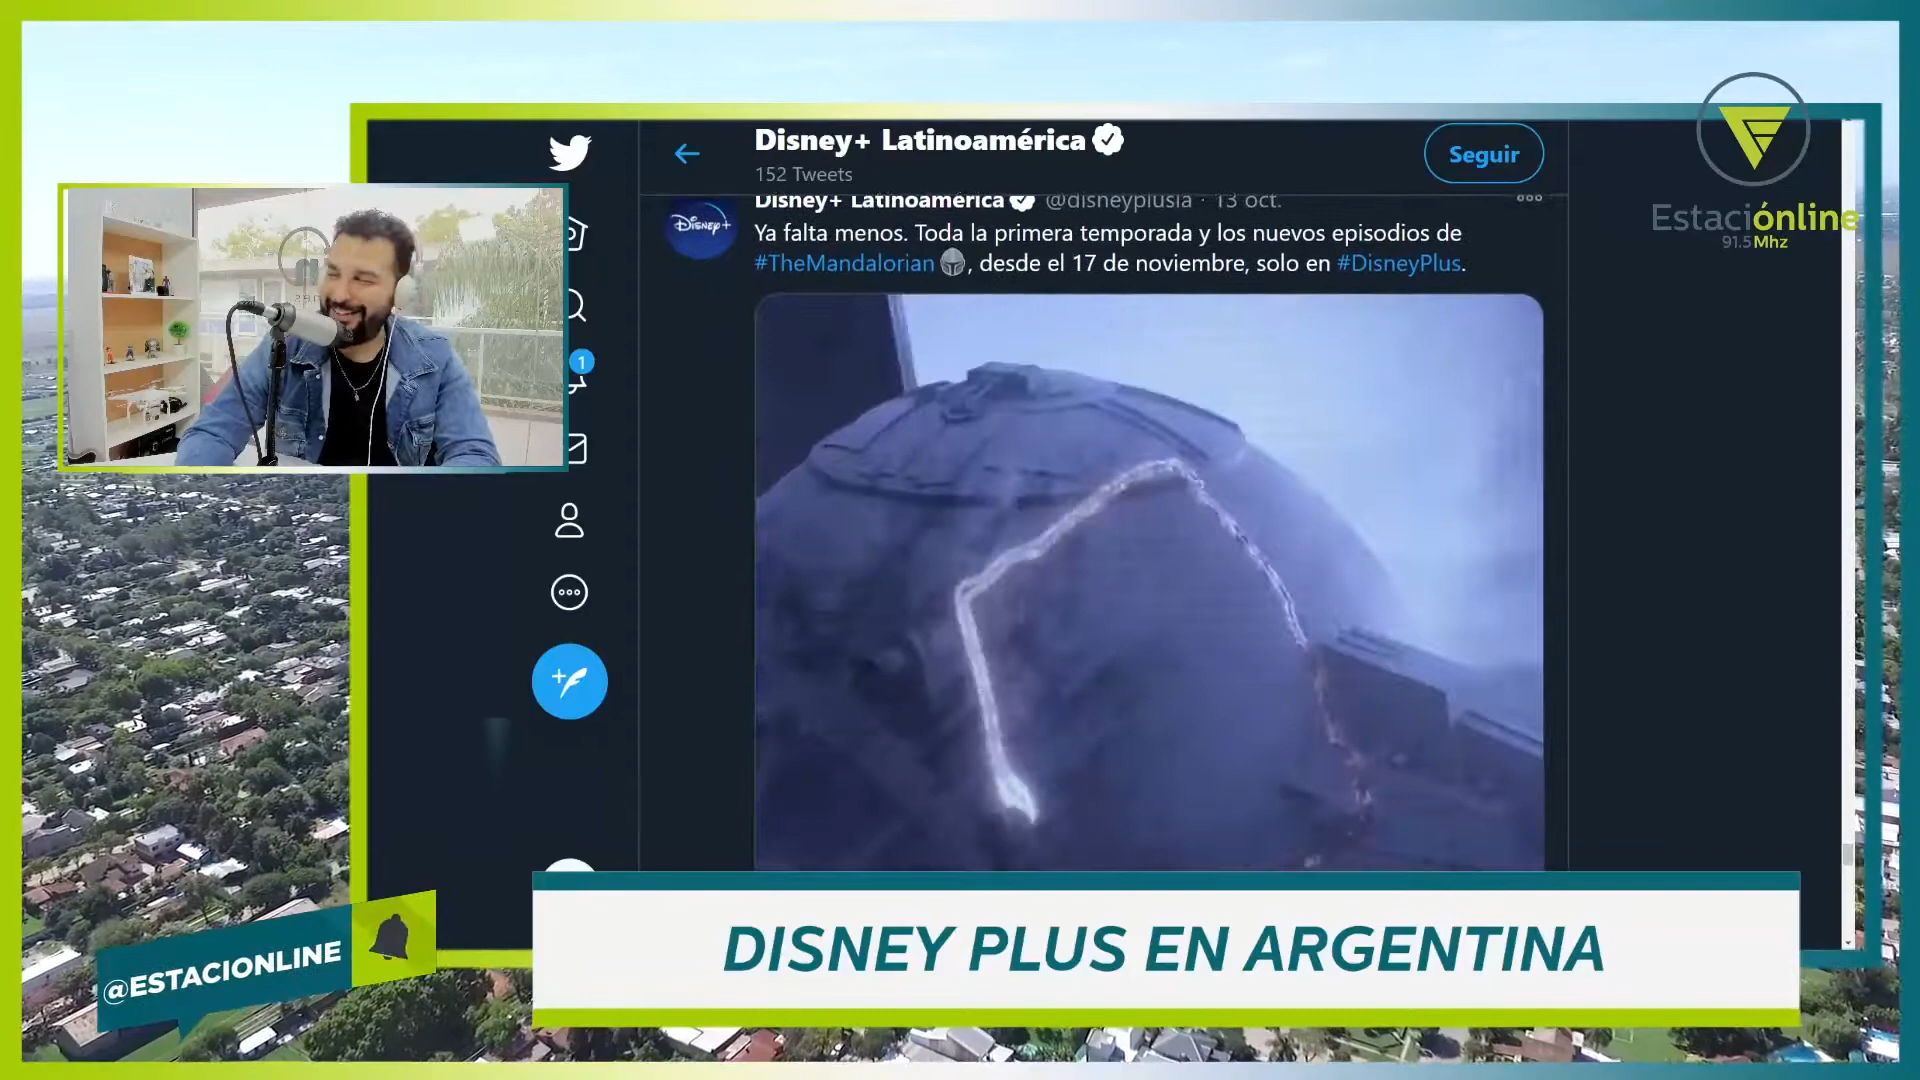 Disney+ Latinoamérica
152 Tweets
Seguir
Disney+ Latinoamérica @disneyplusla · 13 oct.
Disney+
Ya falta menos. Toda la primera temporada y los nuevos episodios de
#TheMandalorian, desde el 17 de noviembre, solo en #DisneyPlus.
1
Estaciónline
91.5 Mhz
@ESTACIONLINE
DISNEY PLUS EN ARGENTINA